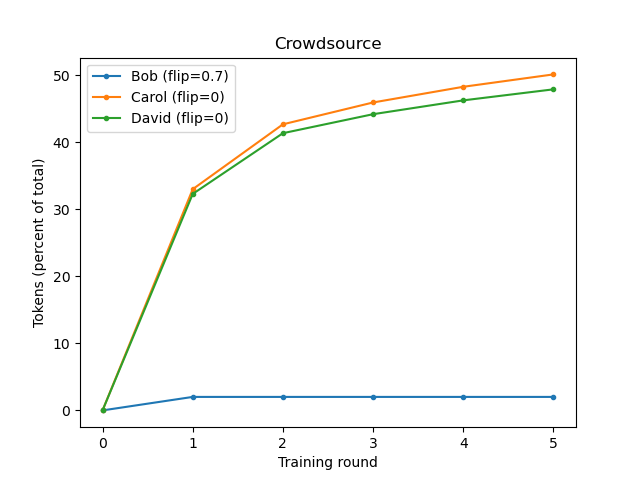 Crowdsource
Bob (flip=0.7)
Carol (flip=0)
David (flip=0)
Tokens (percent of total)
50
40
30
20
10
0
0 1 2 3 4 5
Training round